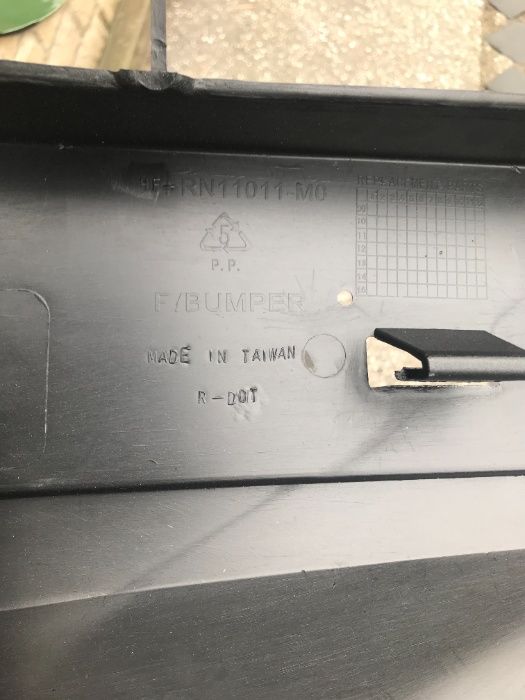 RN11011-M0
REPLACEMENT PARTS
5
P.P.
F/BUMPER
MADE IN TAIWAN
R-DOT